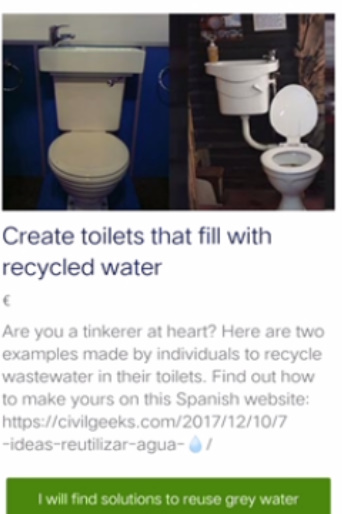 Create toilets that fill with
recycled water
€
Are you a tinkerer at heart? Here are two
examples made by individuals to recycle
wastewater in their toilets. Find out how
to make yours on this Spanish website:
https://civilgeeks.com/2017/12/10/7
-ideas-reutilizar-agua-💧/
I will find solutions to reuse grey water